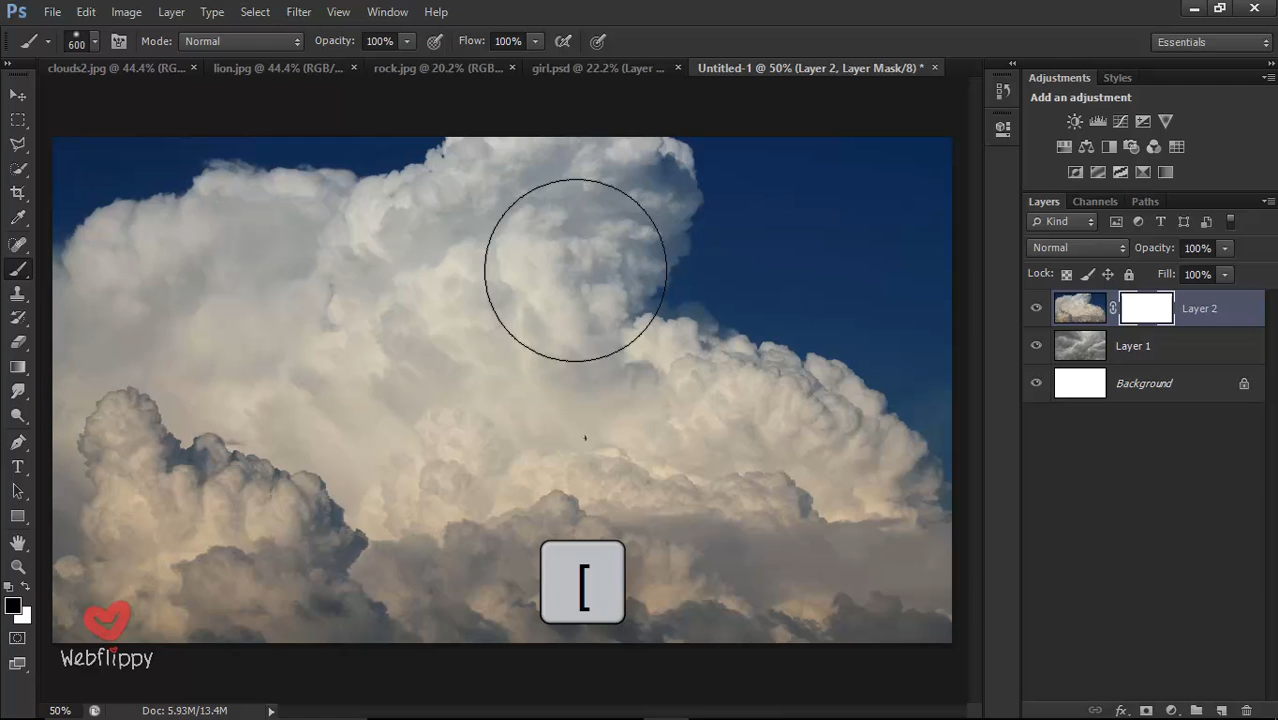 Ps File Edit Image Layer Type Select Filter 3D View Window Help
600 Mode: Normal Opacity: 100% Flow: 100% Essentials
clouds2.jpg @ 44.4% (RG... × lion.jpg @ 44.4% (RGB/... × rock.jpg @ 20.2% (RGB... × girl.psd @ 22.2% (Layer ... × Untitled-1 @ 50% (Layer 2, Layer Mask/8) * ×
Adjustments Styles
Add an adjustment
Layers Channels Paths
Kind
Normal Opacity: 100%
Lock: Fill: 100%
Layer 2
Layer 1
Background
[
Webflippy
50% Doc: 5.93M/13.4M